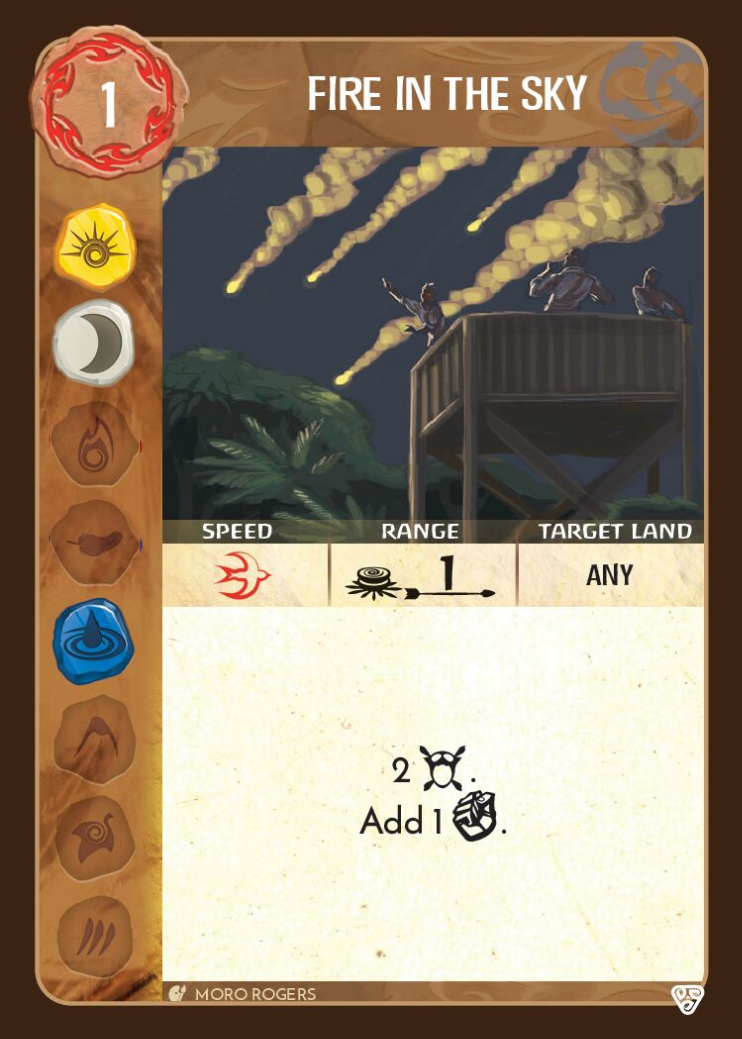 1
FIRE IN THE SKY
SPEED RANGE TARGET LAND
1 ANY
2 .
Add 1 .
MORO ROGERS